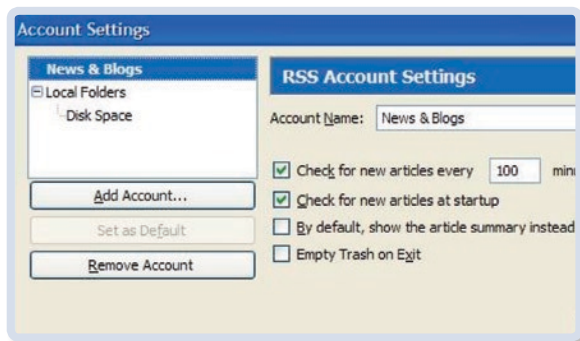 Account Settings
News & Blogs
Local Folders
Disk Space
Add Account...
Set as Default
Remove Account
RSS Account Settings
Account Name: News & Blogs
Check for new articles every 100
Check for new articles at startup
By default, show the article summary instead
Empty Trash on Exit